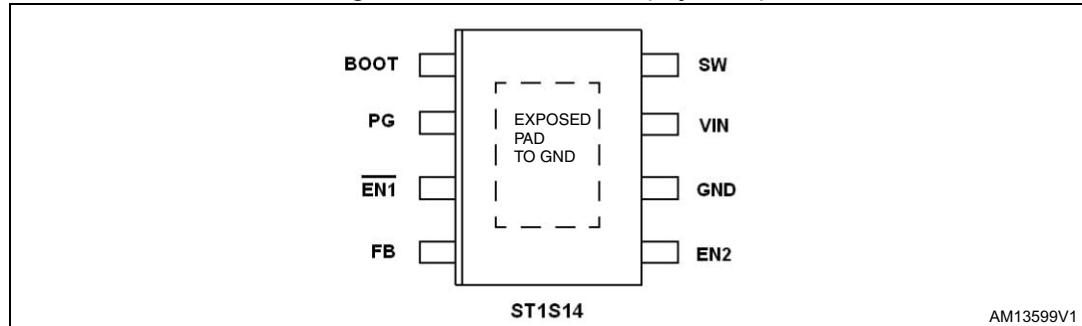 BOOT
PG
EN1
FB
EXPOSED
PAD
TO GND
SW
VIN
GND
EN2
ST1S14
AM13599V1